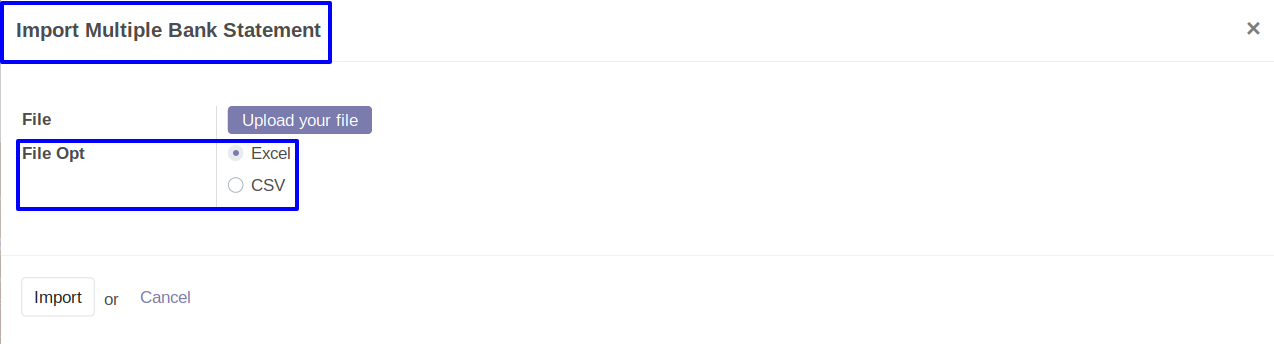 Import Multiple Bank Statement ×
File Upload your file
File Opt Excel
CSV
Import or Cancel